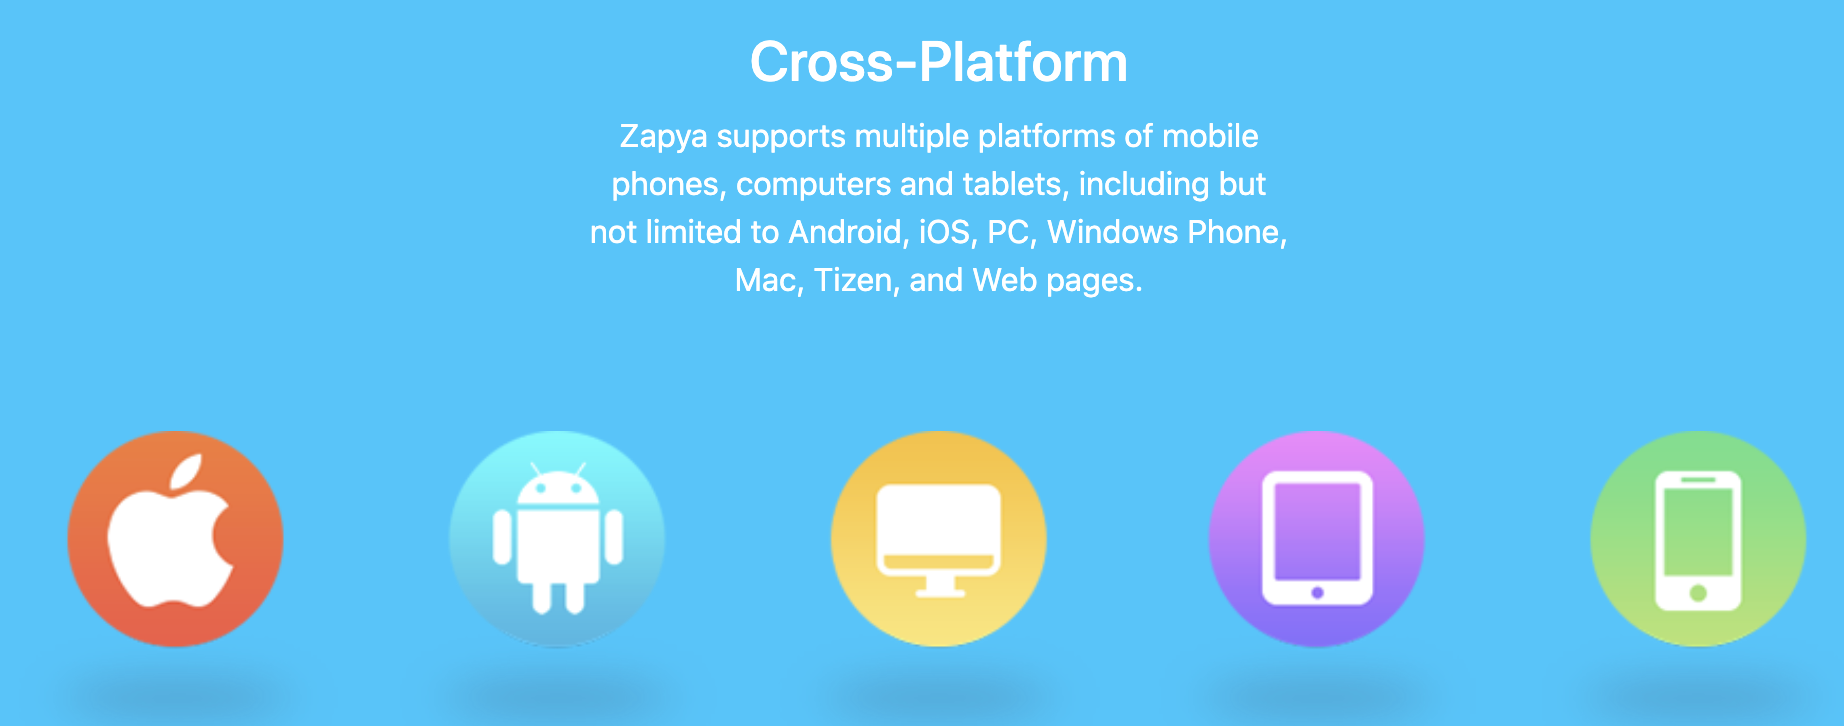 Cross-Platform
Zapya supports multiple platforms of mobile
phones, computers and tablets, including but
not limited to Android, iOS, PC, Windows Phone,
Mac, Tizen, and Web pages.